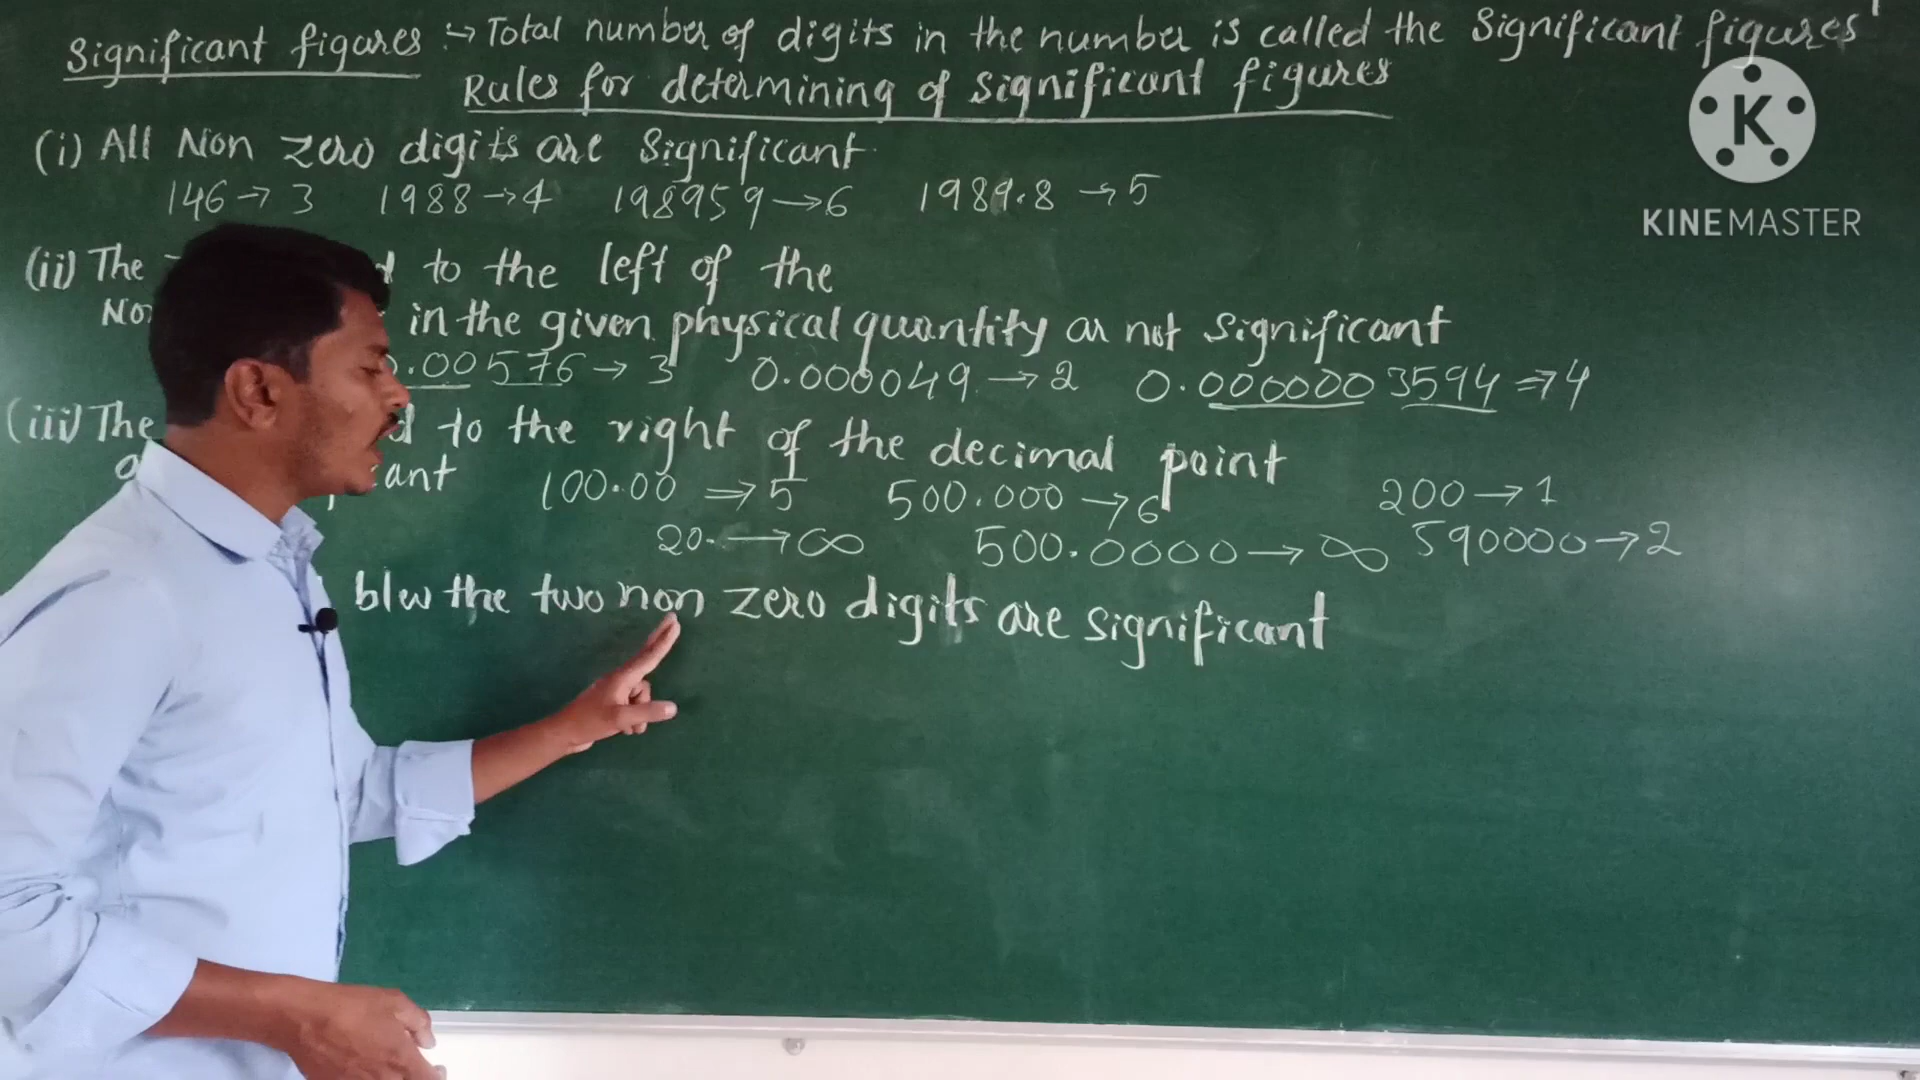 Significant figures :→ Total number of digits in the number is called the Significant figures
Rules for determining of significant figures
(i) All Non zero digits are significant.
146 → 3 1988 → 4 198959 → 6 1989.8 → 5
(ii) The to the left of the
in the given physical quantity are not significant
.00576 → 3 0.000049 → 2 0.0000003594 ⇒ 4
(iii) The to the right of the decimal point
100.00 ⇒ 5 500.000 → 6 200 → 1
20. → ∞ 500.0000 → ∞ 590000 → 2
b/w the two non zero digits are significant
K
KINEMASTER